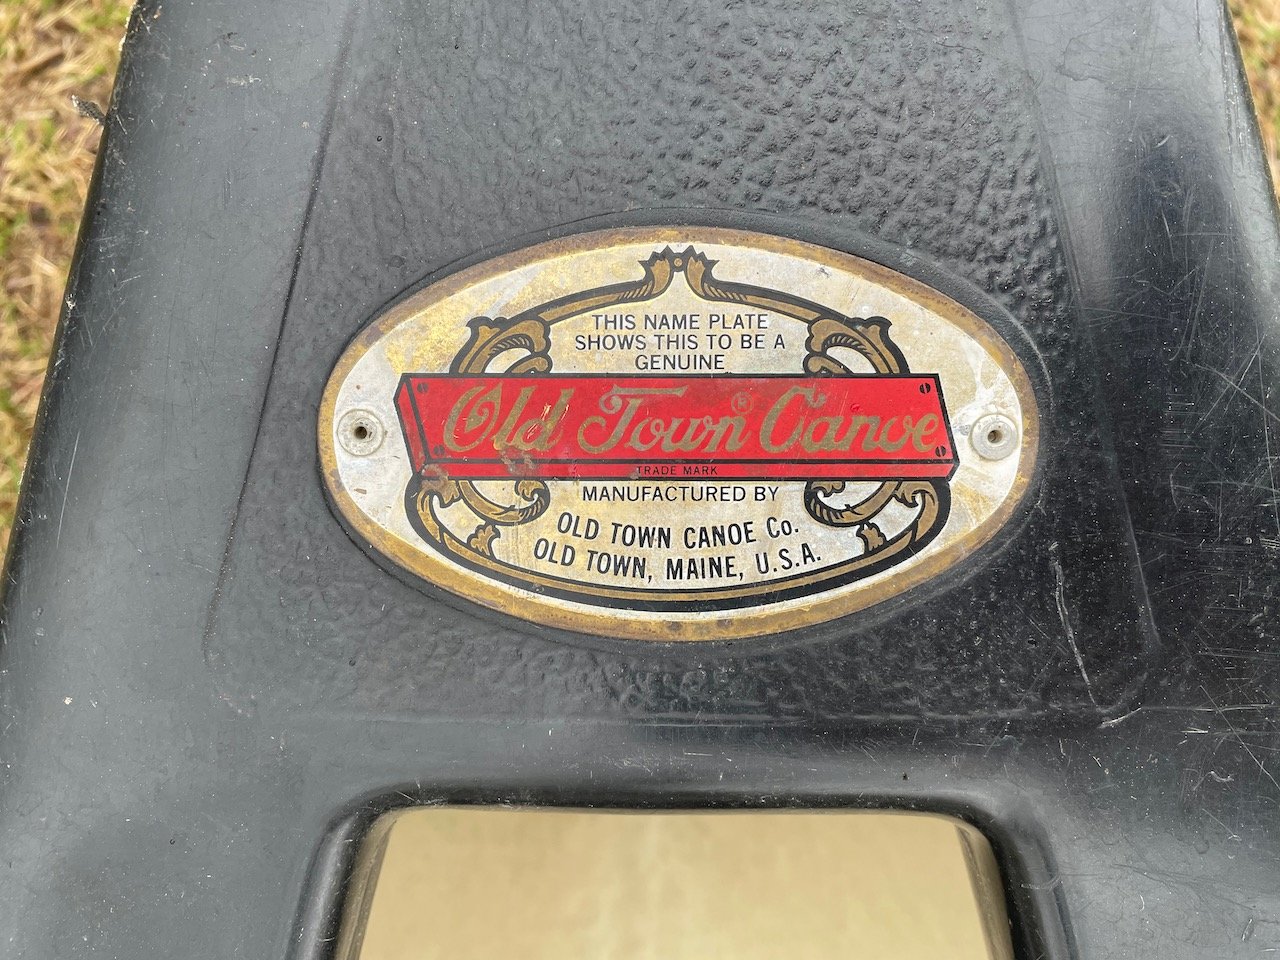 THIS NAME PLATE
SHOWS THIS TO BE A
GENUINE
Old Town® Canoe
TRADE MARK
MANUFACTURED BY
OLD TOWN CANOE Co.
OLD TOWN, MAINE, U.S.A.